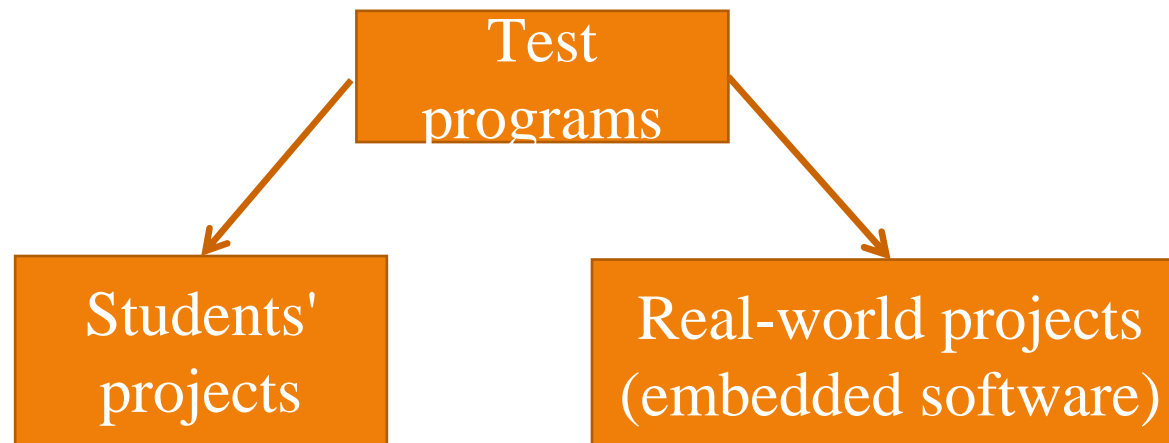 Test
programs
Students'
projects
Real-world projects
(embedded software)